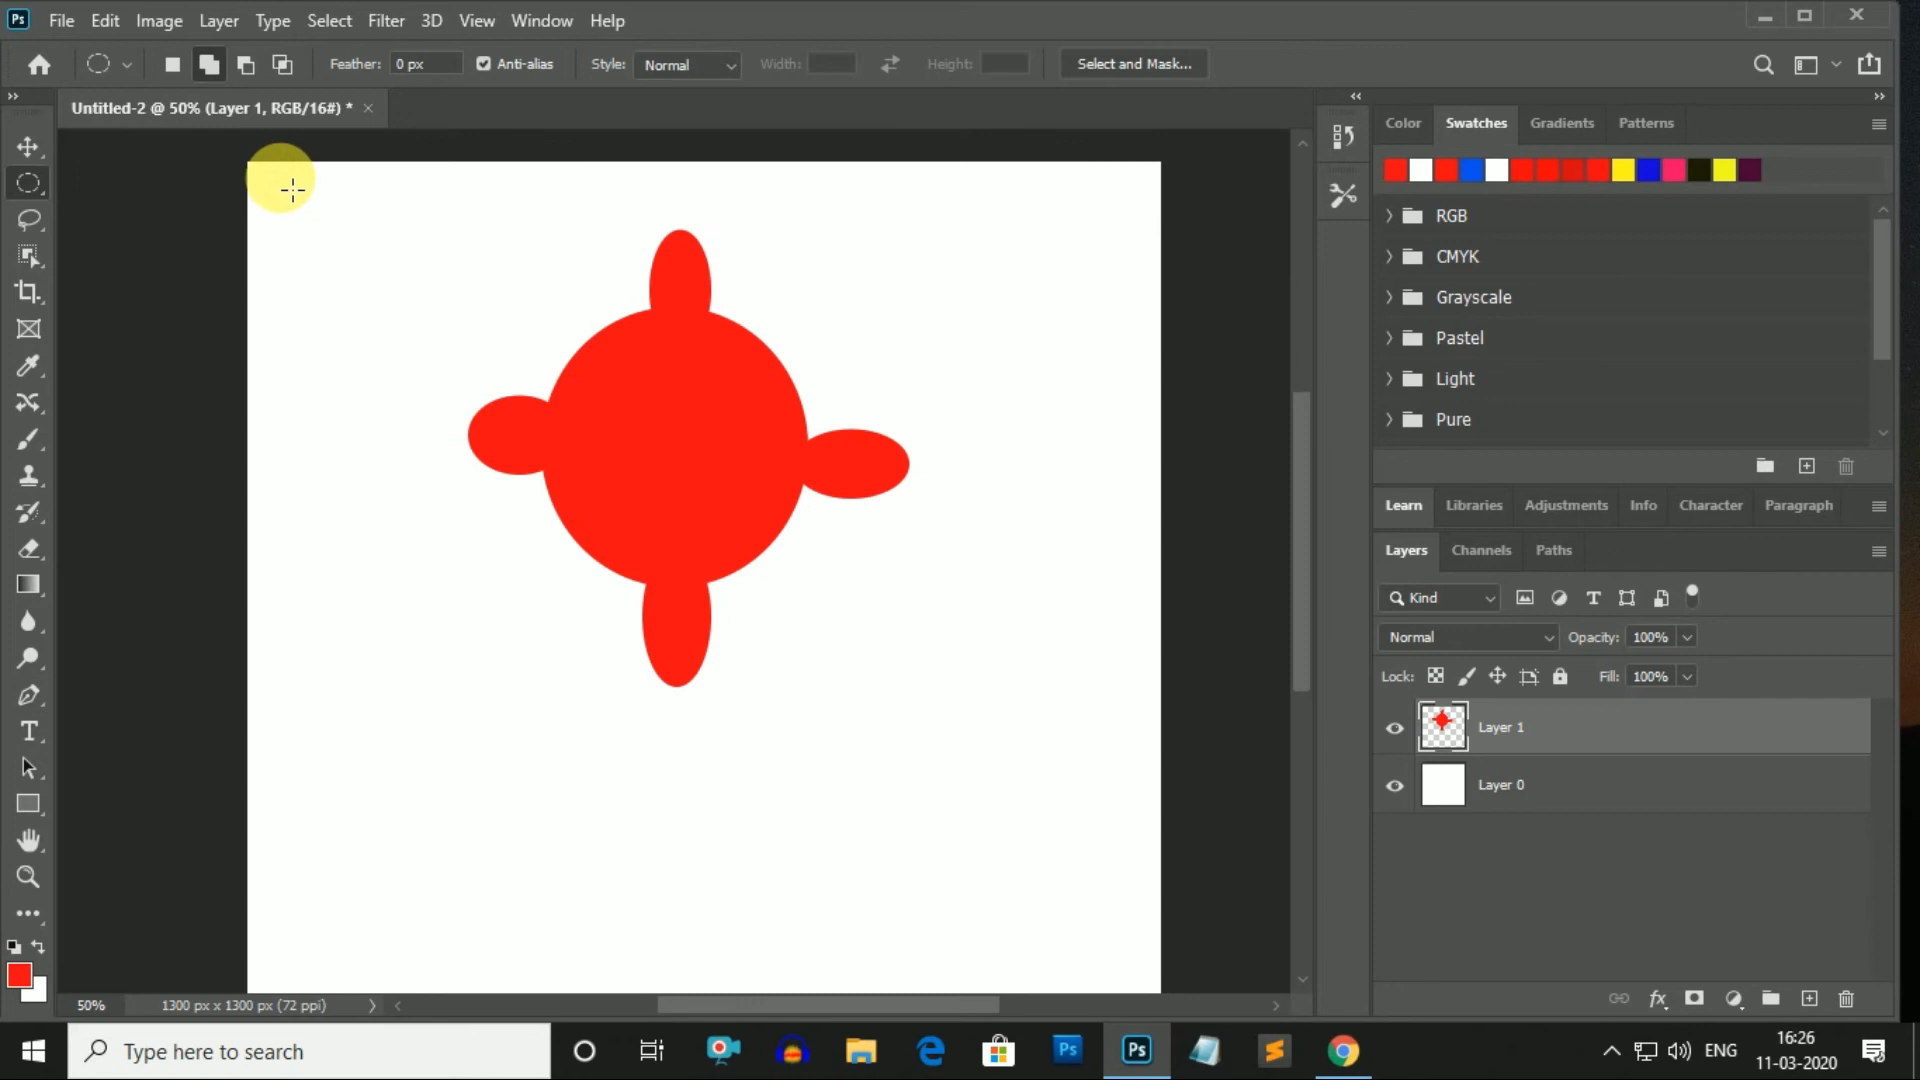 Ps File Edit Image Layer Type Select Filter 3D View Window Help
Feather: 0 px Anti-alias Style: Normal Width: Height: Select and Mask...
Untitled-2 @ 50% (Layer 1, RGB/16#) * ×
Color Swatches Gradients Patterns
RGB
CMYK
Grayscale
Pastel
Light
Pure
Learn Libraries Adjustments Info Character Paragraph
Layers Channels Paths
Kind
Normal Opacity: 100%
Lock: Fill: 100%
Layer 1
Layer 0
fx
50% 1300 px x 1300 px (72 ppi)
Type here to search
Ps
Ps
ENG
16:26
11-03-2020